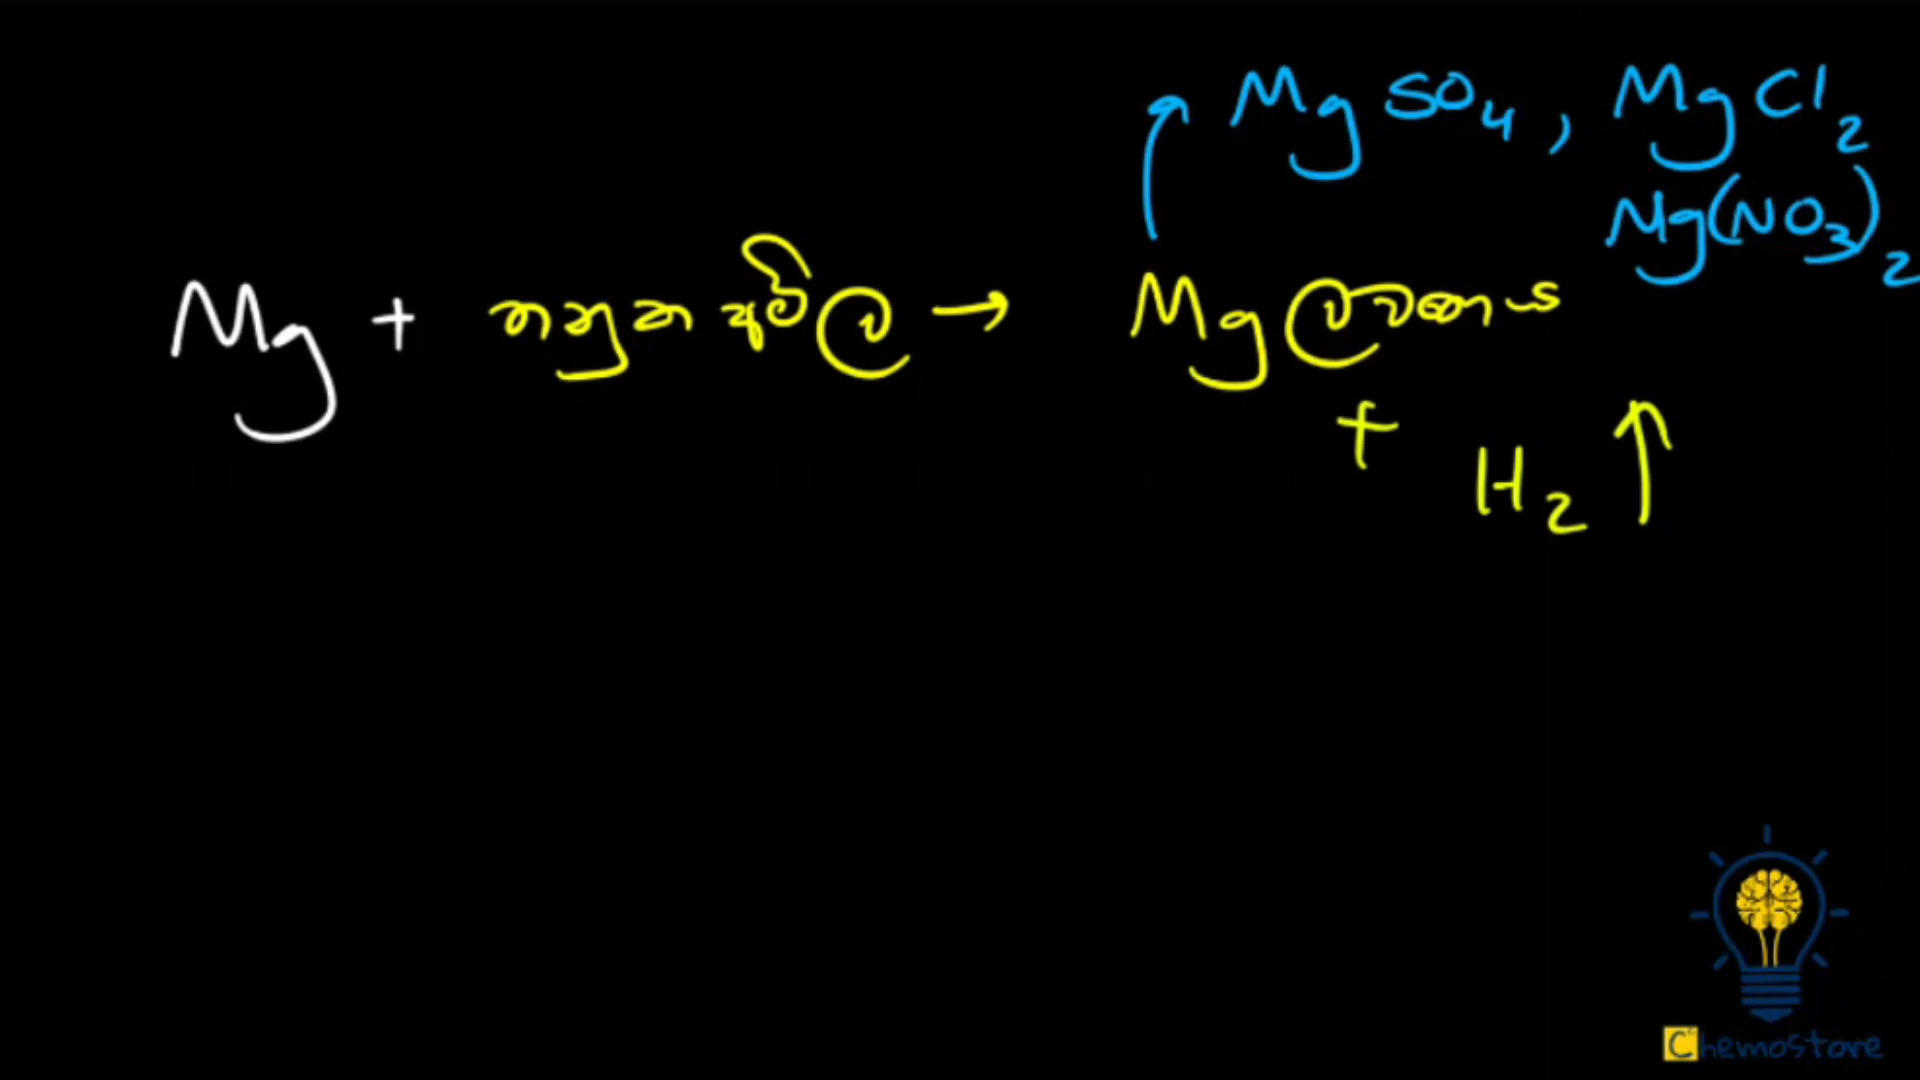 MgSO₄, MgCl₂
Mg(NO₃)₂
Mg + තනුක අම්ල → Mg ලවණය
+ H₂ ↑
Chemostore